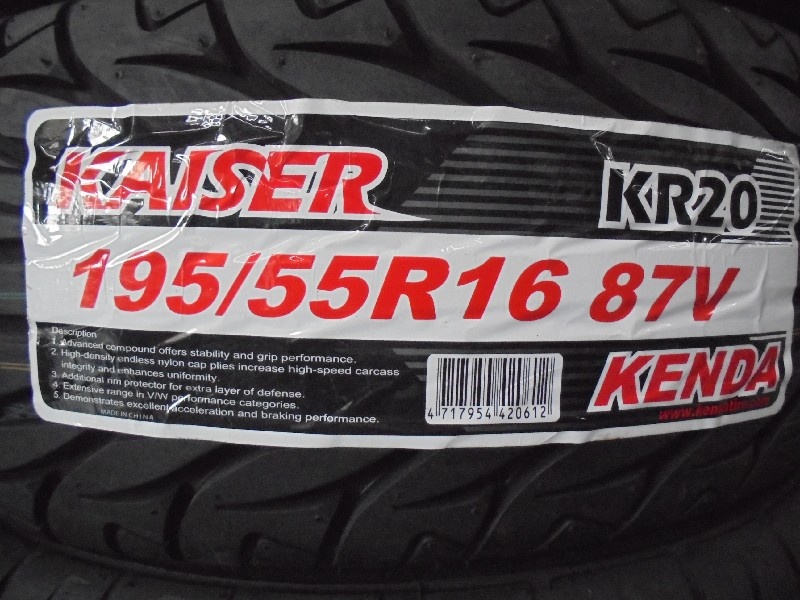 KAISER
KR20
195/55R16 87V
Description
1. Advanced compound offers stability and grip performance.
2. High-density endless nylon cap plies increase high-speed carcass
integrity and enhances uniformity.
3. Additional rim protector for extra layer of defense.
4. Extensive range in V/W performance categories.
5. Demonstrates excellent acceleration and braking performance.
MADE IN CHINA
4 717954 420612
KENDA
www.kendatire.com